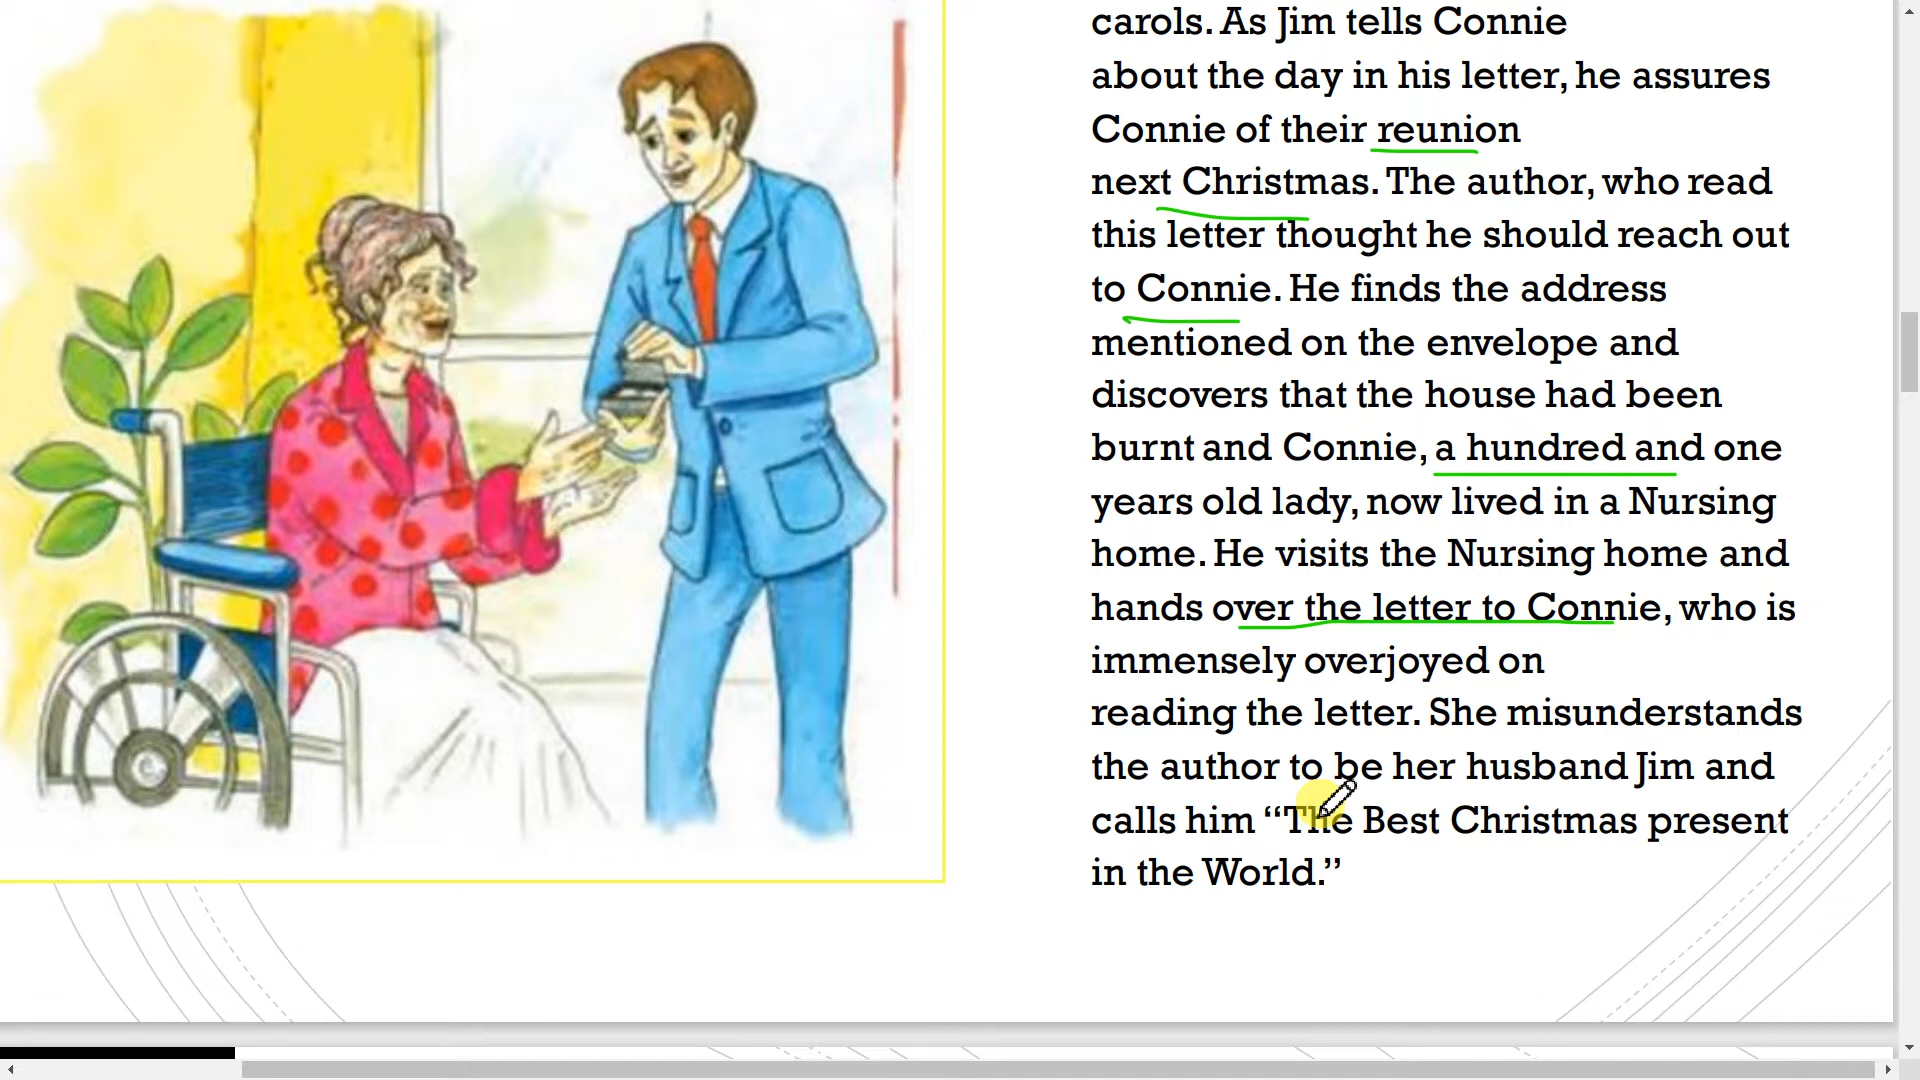 carols. As Jim tells Connie
about the day in his letter, he assures
Connie of their reunion
next Christmas. The author, who read
this letter thought he should reach out
to Connie. He finds the address
mentioned on the envelope and
discovers that the house had been
burnt and Connie, a hundred and one
years old lady, now lived in a Nursing
home. He visits the Nursing home and
hands over the letter to Connie, who is
immensely overjoyed on
reading the letter. She misunderstands
the author to be her husband Jim and
calls him “The Best Christmas present
in the World.”